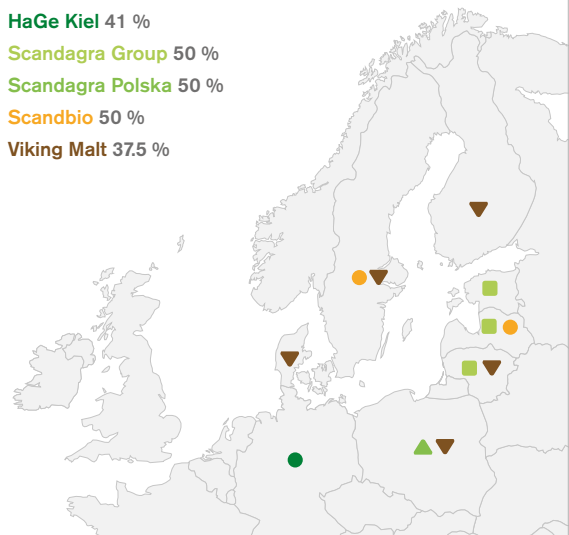 HaGe Kiel 41 %
Scandagra Group 50 %
Scandagra Polska 50 %
Scandbio 50 %
Viking Malt 37.5 %